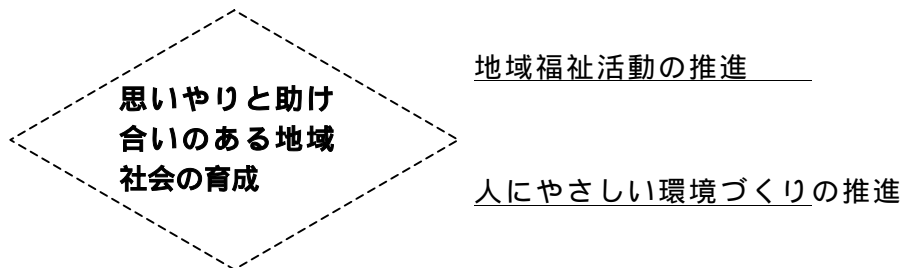 思いやりと助け
合いのある地域
社会の育成
地域福祉活動の推進
人にやさしい環境づくりの推進